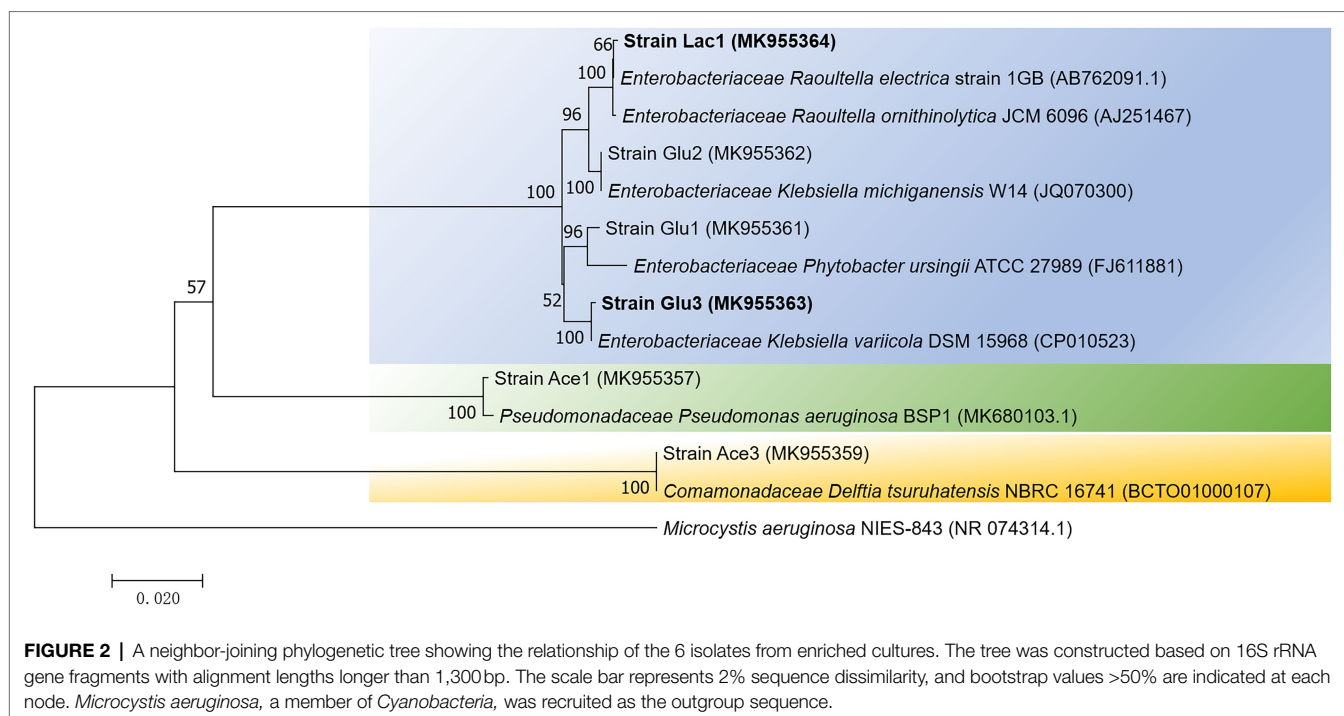 66
Strain Lac1 (MK955364)
100
Enterobacteriaceae Raoultella electrica strain 1GB (AB762091.1)
Enterobacteriaceae Raoultella ornithinolytica JCM 6096 (AJ251467)
96
Strain Glu2 (MK955362)
100
100
Enterobacteriaceae Klebsiella michiganensis W14 (JQ070300)
96
Strain Glu1 (MK955361)
Enterobacteriaceae Phytobacter ursingii ATCC 27989 (FJ611881)
57
52
Strain Glu3 (MK955363)
100
Enterobacteriaceae Klebsiella variicola DSM 15968 (CP010523)
Strain Ace1 (MK955357)
100
Pseudomonadaceae Pseudomonas aeruginosa BSP1 (MK680103.1)
Strain Ace3 (MK955359)
100
Comamonadaceae Delftia tsuruhatensis NBRC 16741 (BCTO01000107)
Microcystis aeruginosa NIES-843 (NR 074314.1)
0.020
FIGURE 2 | A neighbor-joining phylogenetic tree showing the relationship of the 6 isolates from enriched cultures. The tree was constructed based on 16S rRNA
gene fragments with alignment lengths longer than 1,300 bp. The scale bar represents 2% sequence dissimilarity, and bootstrap values >50% are indicated at each
node. Microcystis aeruginosa, a member of Cyanobacteria, was recruited as the outgroup sequence.